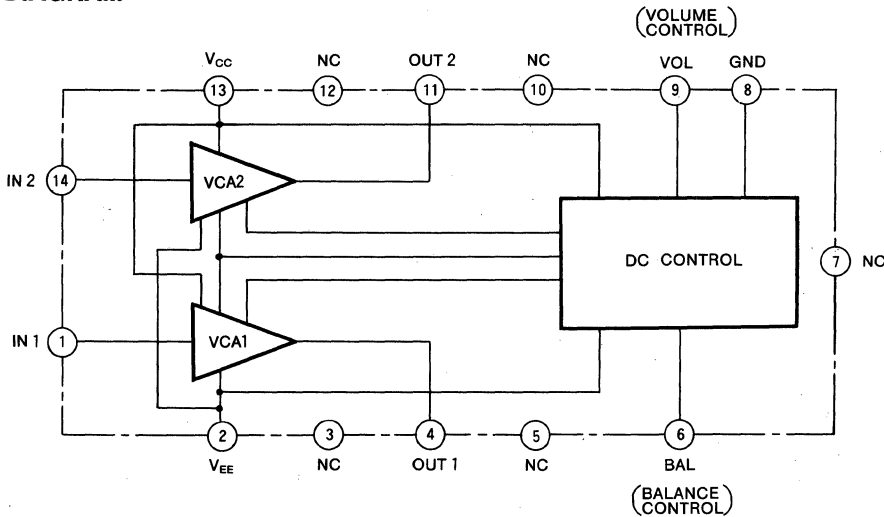 (VOLUME
CONTROL)
VCC NC OUT 2 NC VOL GND
13 12 11 10 9 8
IN 2 14 VCA2
DC CONTROL 7 NC
IN 1 1 VCA1
2 3 4 5 6
VEE NC OUT 1 NC BAL
(BALANCE
CONTROL)